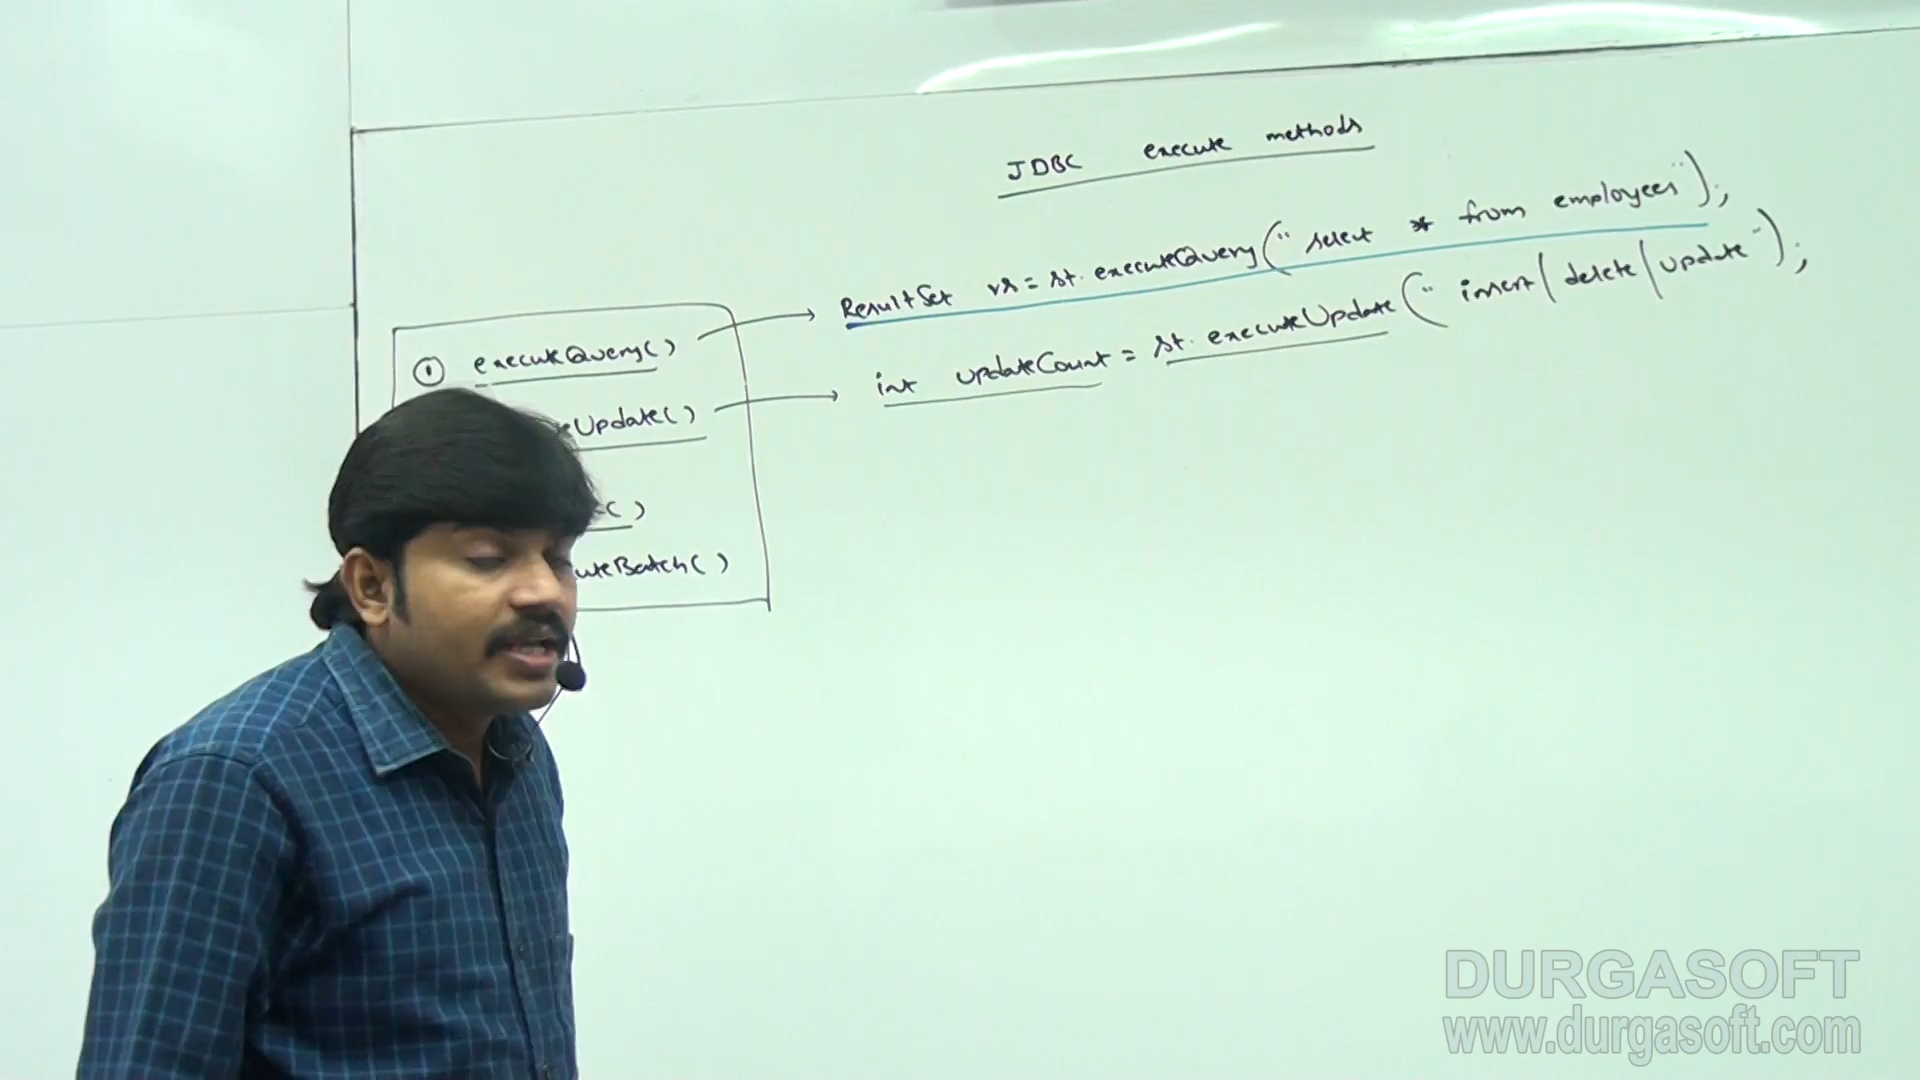 JDBC execute methods
① executeQuery()
ResultSet rs = st.executeQuery("select * from employees");
eUpdate()
int updateCount = st.executeUpdate("insert/delete/update");
( )
uteBatch()
DURGASOFT
www.durgasoft.com